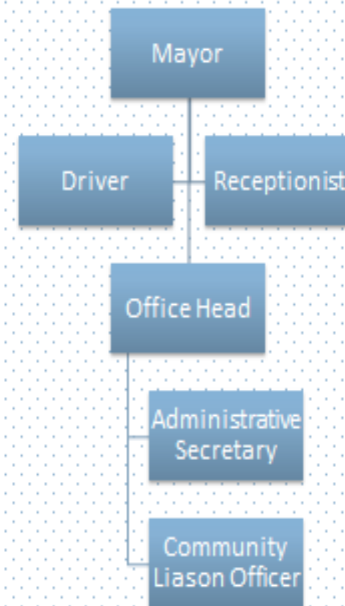 Mayor
Driver
Receptionist
Office Head
Administrative
Secretary
Community
Liason Officer